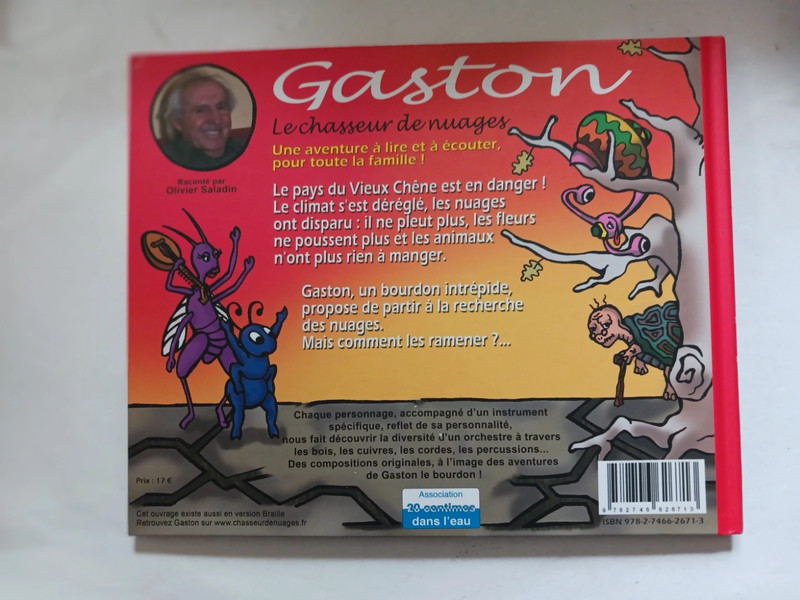 Gaston
Le chasseur de nuages
Une aventure à lire et à écouter,
pour toute la famille !
Raconté par
Olivier Saladin
Le pays du Vieux Chêne est en danger !
Le climat s'est déréglé, les nuages
ont disparu : il ne pleut plus, les fleurs
ne poussent plus et les animaux
n'ont plus rien à manger.
Gaston, un bourdon intrépide,
propose de partir à la recherche
des nuages.
Mais comment les ramener ?...
Chaque personnage, accompagné d'un instrument
spécifique, reflet de sa personnalité,
nous fait découvrir la diversité d'un orchestre à travers
les bois, les cuivres, les cordes, les percussions...
Des compositions originales, à l'image des aventures
de Gaston le bourdon !
Prix : 17 €
Association
20 centimes
dans l'eau
Cet ouvrage existe aussi en version Braille
Retrouvez Gaston sur www.chasseurdenuages.fr
9 782746 626713
ISBN 978-2-7466-2671-3